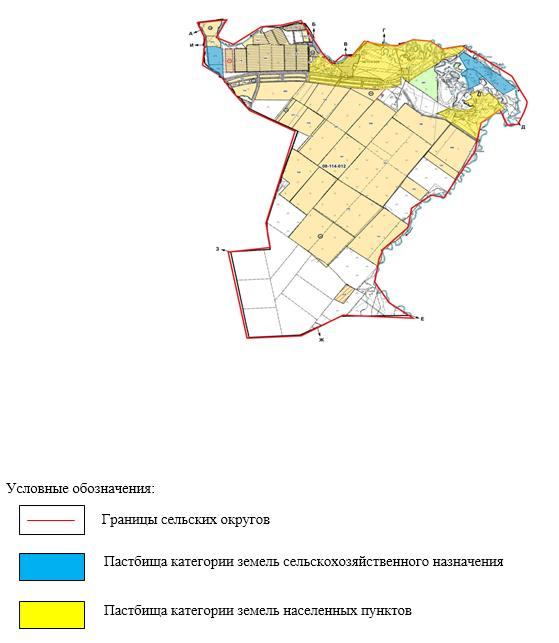 А
Б
В
Г
И
Д
08-114-012
З
Е
Ж
Условные обозначения:
Границы сельских округов
Пастбища категории земель сельскохозяйственного назначения
Пастбища категории земель населенных пунктов